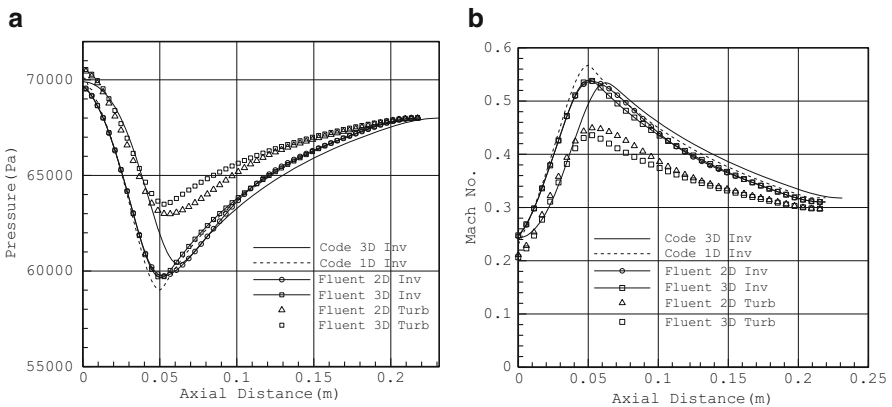 a
70000
65000
60000
55000
Pressure(Pa)
0
0.05
0.1
0.15
0.2
Axial Distance(m)
Code 3D Inv
Code 1D Inv
Fluent 2D Inv
Fluent 3D Inv
Fluent 2D Turb
Fluent 3D Turb
b
0.6
0.5
0.4
0.3
0.2
0.1
0
Mach No.
0
0.05
0.1
0.15
0.2
0.25
Axial Distance(m)
Code 3D Inv
Code 1D Inv
Fluent 2D Inv
Fluent 3D Inv
Fluent 2D Turb
Fluent 3D Turb